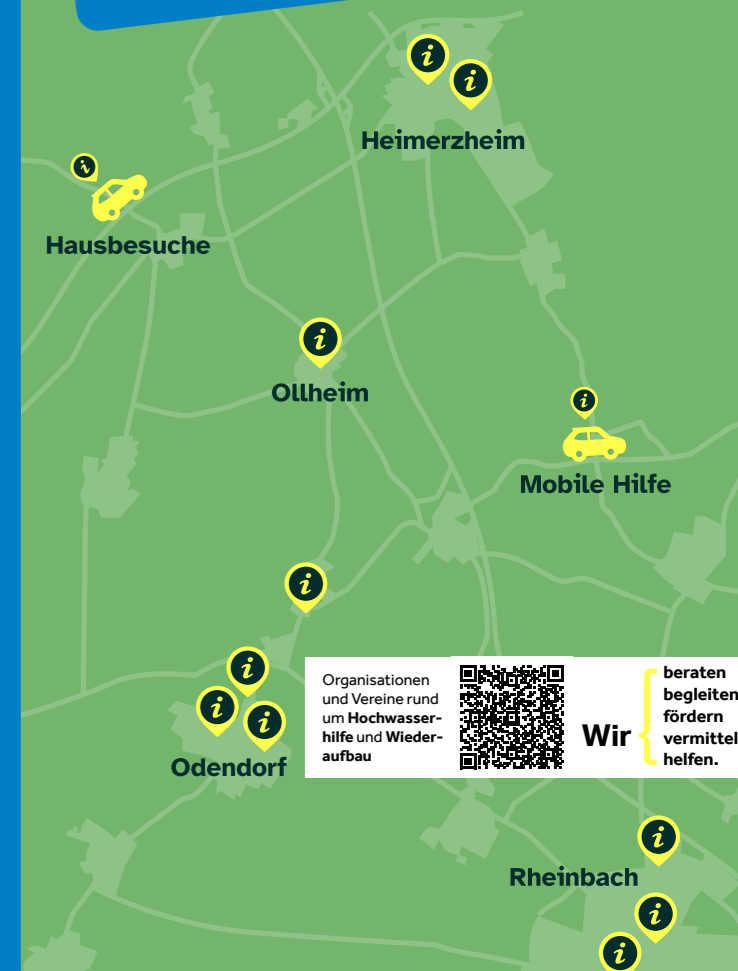 Heimerzheim
Hausbesuche
Ollheim
Mobile Hilfe
Organisationen
und Vereine rund
um Hochwasser-
hilfe und Wieder-
aufbau
Wir
beraten
begleiten
fördern
vermittel
helfen.
Odendorf
Rheinbach